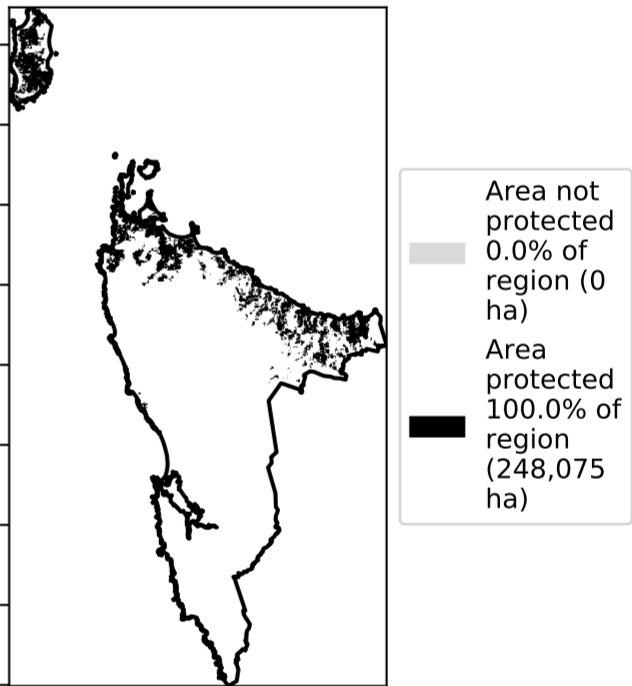 Area not
protected
0.0% of
region (0
ha)
Area
protected
100.0% of
region
(248,075
ha)